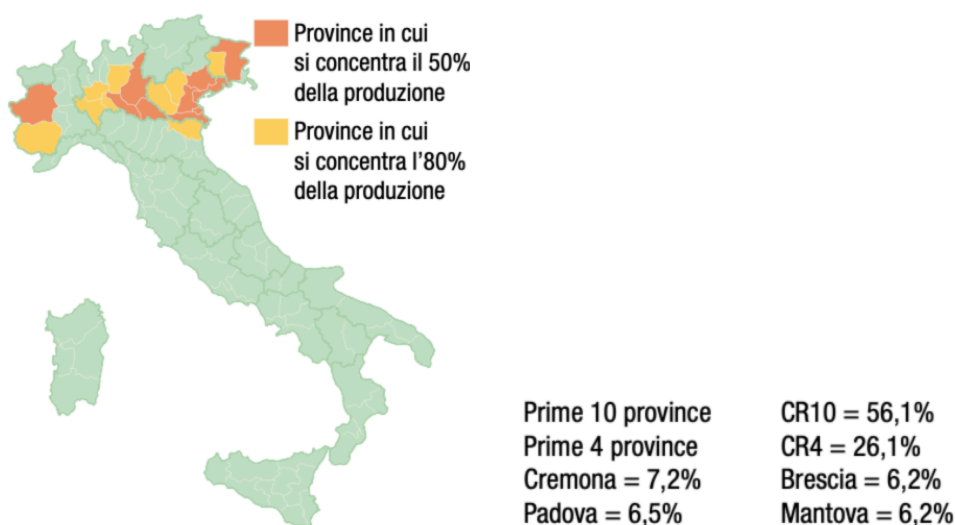 Province in cui
si concentra il 50%
della produzione
Province in cui
si concentra l'80%
della produzione
Prime 10 province CR10 = 56,1%
Prime 4 province CR4 = 26,1%
Cremona = 7,2% Brescia = 6,2%
Padova = 6,5% Mantova = 6,2%